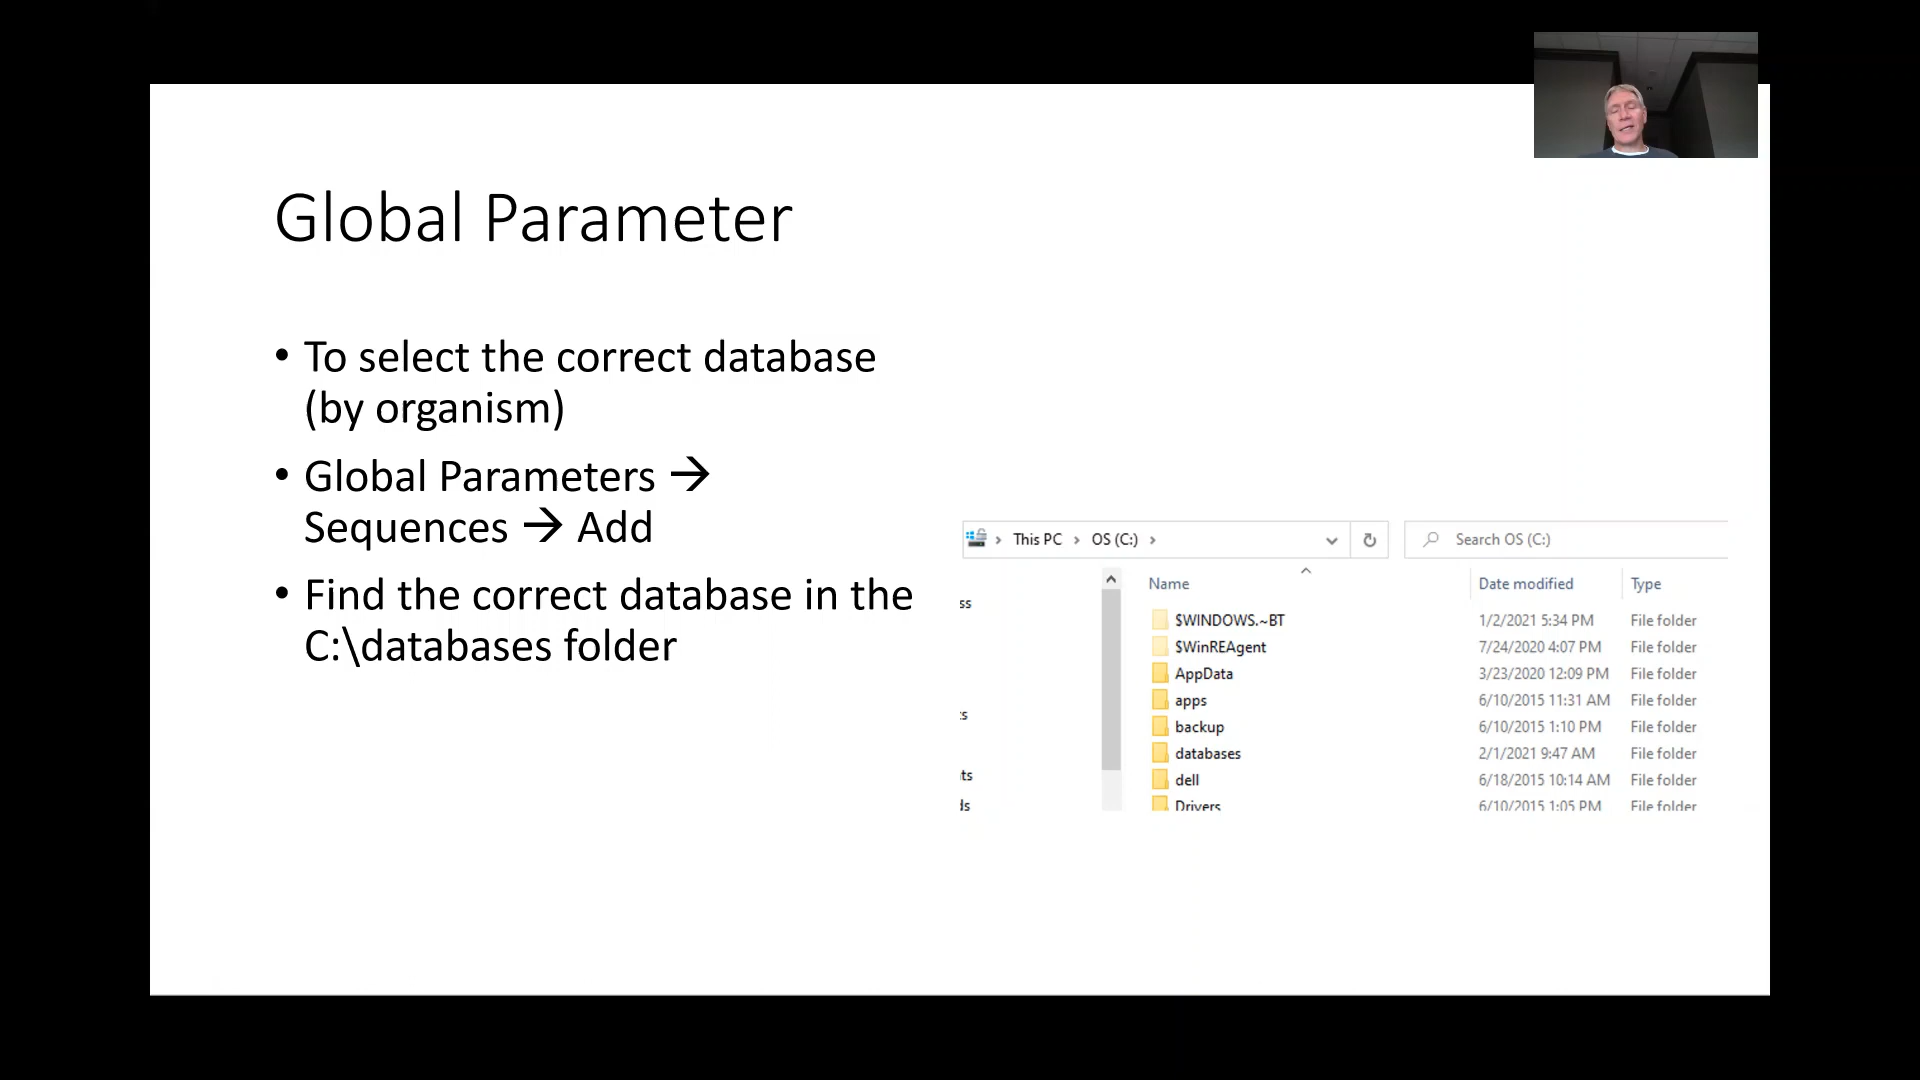 Global Parameter
• To select the correct database
(by organism)
• Global Parameters →
Sequences → Add
• Find the correct database in the
C:\databases folder
This PC > OS (C:) >
Search OS (C:)
Name Date modified Type
$WINDOWS.~BT 1/2/2021 5:34 PM File folder
$WinREAgent 7/24/2020 4:07 PM File folder
AppData 3/23/2020 12:09 PM File folder
apps 6/10/2015 11:31 AM File folder
backup 6/10/2015 1:10 PM File folder
databases 2/1/2021 9:47 AM File folder
dell 6/18/2015 10:14 AM File folder
Drivers 6/10/2015 1:05 PM File folder